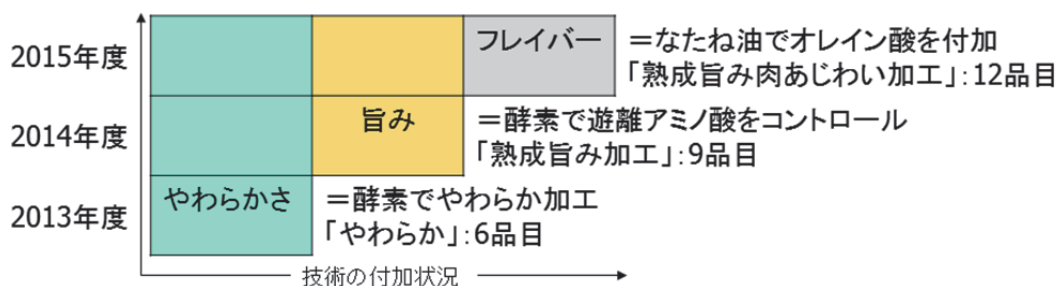 2015年度
フレイバー
＝なたね油でオレイン酸を付加
「熟成旨み肉あじわい加工」：12品目
2014年度
旨み
＝酵素で遊離アミノ酸をコントロール
「熟成旨み加工」：9品目
2013年度
やわらかさ
＝酵素でやわらか加工
「やわらか」：6品目
技術の付加状況